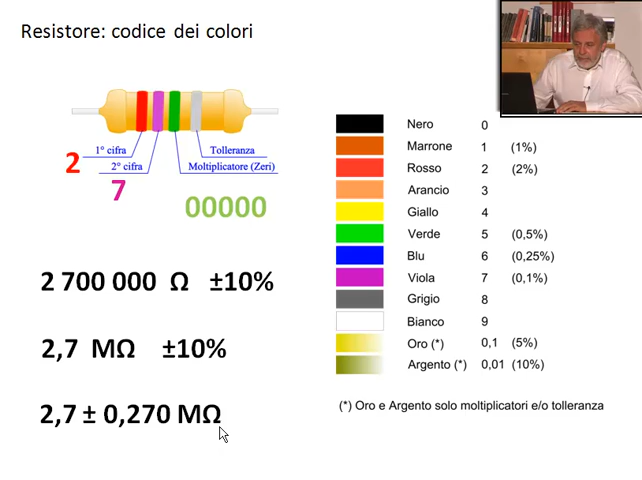 Resistore: codice dei colori
1° cifra
Tolleranza
2
2° cifra
Moltiplicatore (Zeri)
7
00000
2 700 000 Ω ±10%
2,7 MΩ ±10%
2,7 ± 0,270 MΩ
Nero 0
Marrone 1 (1%)
Rosso 2 (2%)
Arancio 3
Giallo 4
Verde 5 (0,5%)
Blu 6 (0,25%)
Viola 7 (0,1%)
Grigio 8
Bianco 9
Oro (*) 0,1 (5%)
Argento (*) 0,01 (10%)
(*) Oro e Argento solo moltiplicatori e/o tolleranza